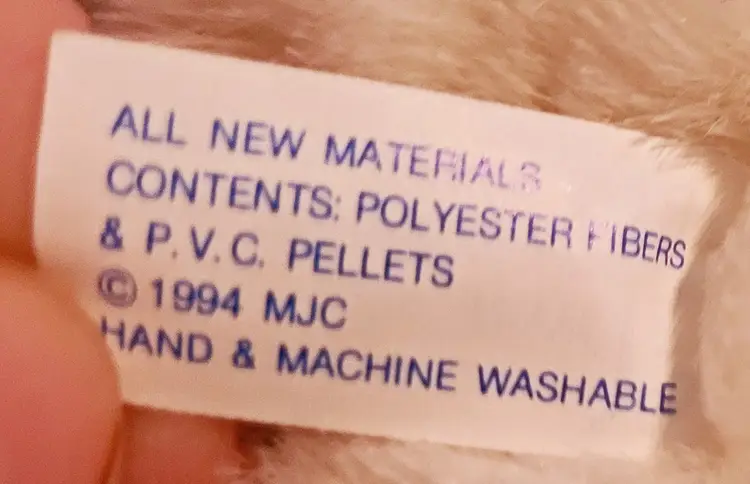 ALL NEW MATERIALS
CONTENTS: POLYESTER FIBERS
& P.V.C. PELLETS
© 1994 MJC
HAND & MACHINE WASHABLE